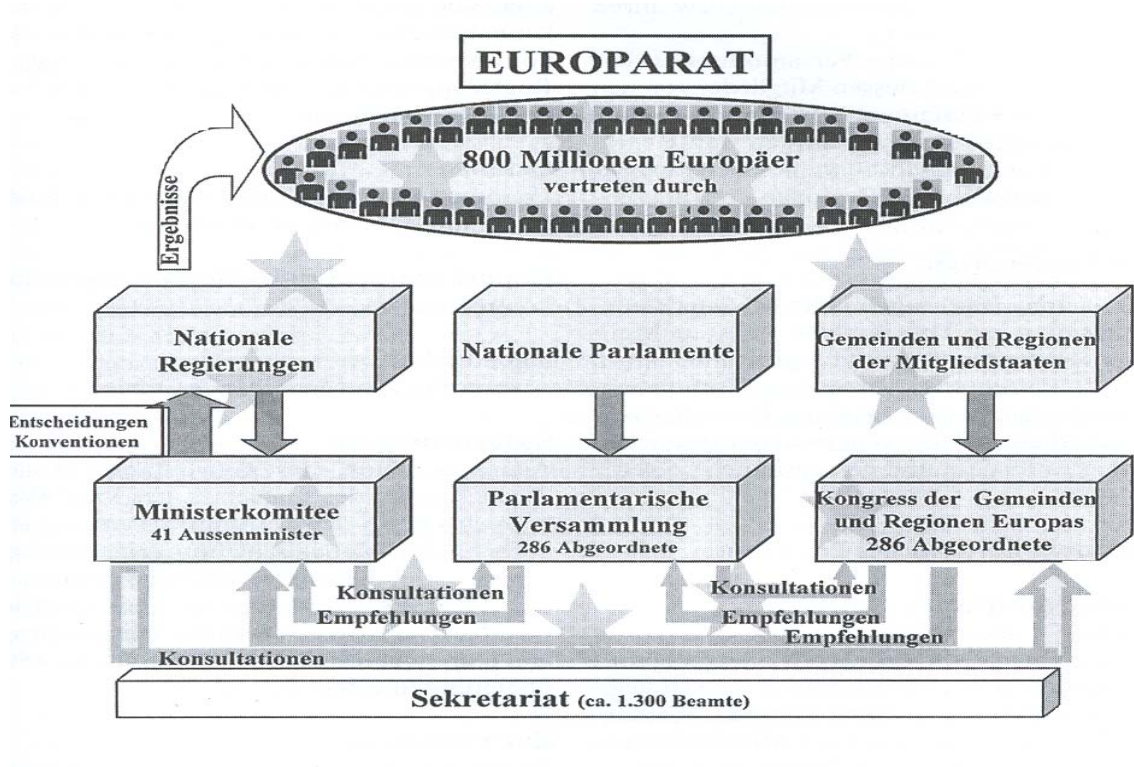 EUROPARAT
800 Millionen Europäer
vertreten durch
Ergebnisse
Nationale
Regierungen
Nationale Parlamente
Gemeinden und Regionen
der Mitgliedstaaten
Entscheidungen
Konventionen
Ministerkomitee
41 Aussenminister
Parlamentarische
Versammlung
286 Abgeordnete
Kongress der Gemeinden
und Regionen Europas
286 Abgeordnete
Konsultationen
Empfehlungen
Konsultationen
Empfehlungen
Empfehlungen
Konsultationen
Sekretariat (ca. 1.300 Beamte)